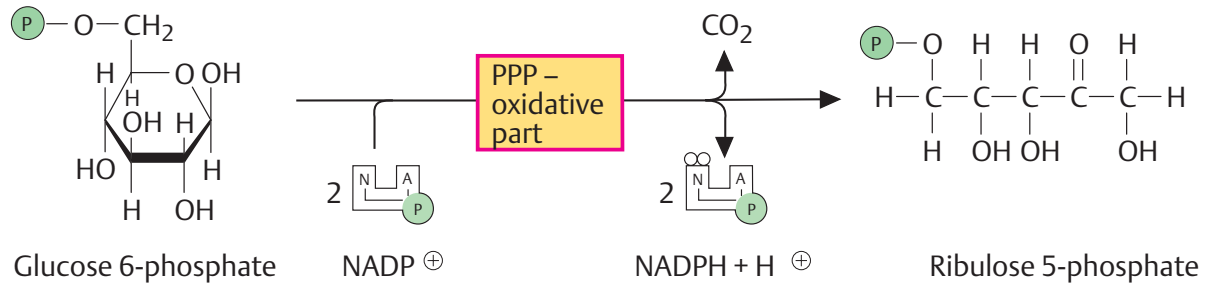 P O CH2
H O OH
H
OH H
HO H
H OH
Glucose 6-phosphate
2 N A P
NADP ⊕
PPP –
oxidative
part
CO2
2 N A P
NADPH + H ⊕
P O H H O H
H C C C C C H
H OH OH OH
Ribulose 5-phosphate